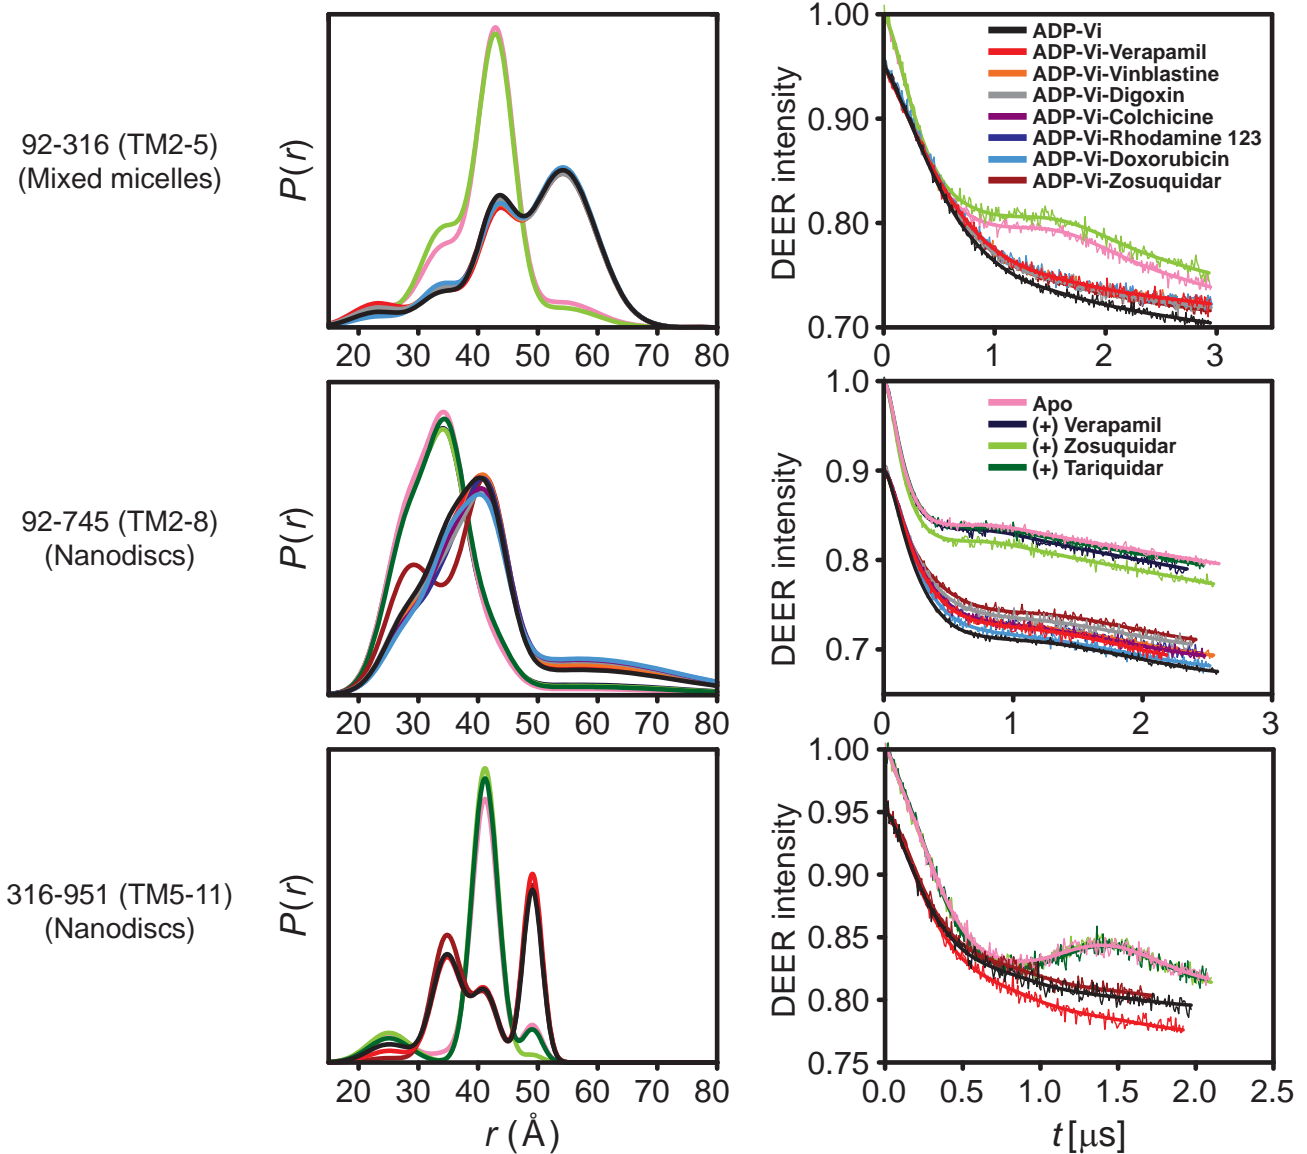 92-316 (TM2-5)
(Mixed micelles)
P(r)
20 30 40 50 60 70 80
DEER intensity
1.00
0.90
0.80
0.70
0 1 2 3
ADP-Vi
ADP-Vi-Verapamil
ADP-Vi-Vinblastine
ADP-Vi-Digoxin
ADP-Vi-Colchicine
ADP-Vi-Rhodamine 123
ADP-Vi-Doxorubicin
ADP-Vi-Zosuquidar
92-745 (TM2-8)
(Nanodiscs)
P(r)
20 30 40 50 60 70 80
DEER intensity
1.0
0.9
0.8
0.7
0 1 2 3
Apo
(+) Verapamil
(+) Zosuquidar
(+) Tariquidar
316-951 (TM5-11)
(Nanodiscs)
P(r)
20 30 40 50 60 70 80
r (Å)
DEER intensity
1.00
0.95
0.90
0.85
0.80
0.75
0.0 0.5 1.0 1.5 2.0 2.5
t [μs]